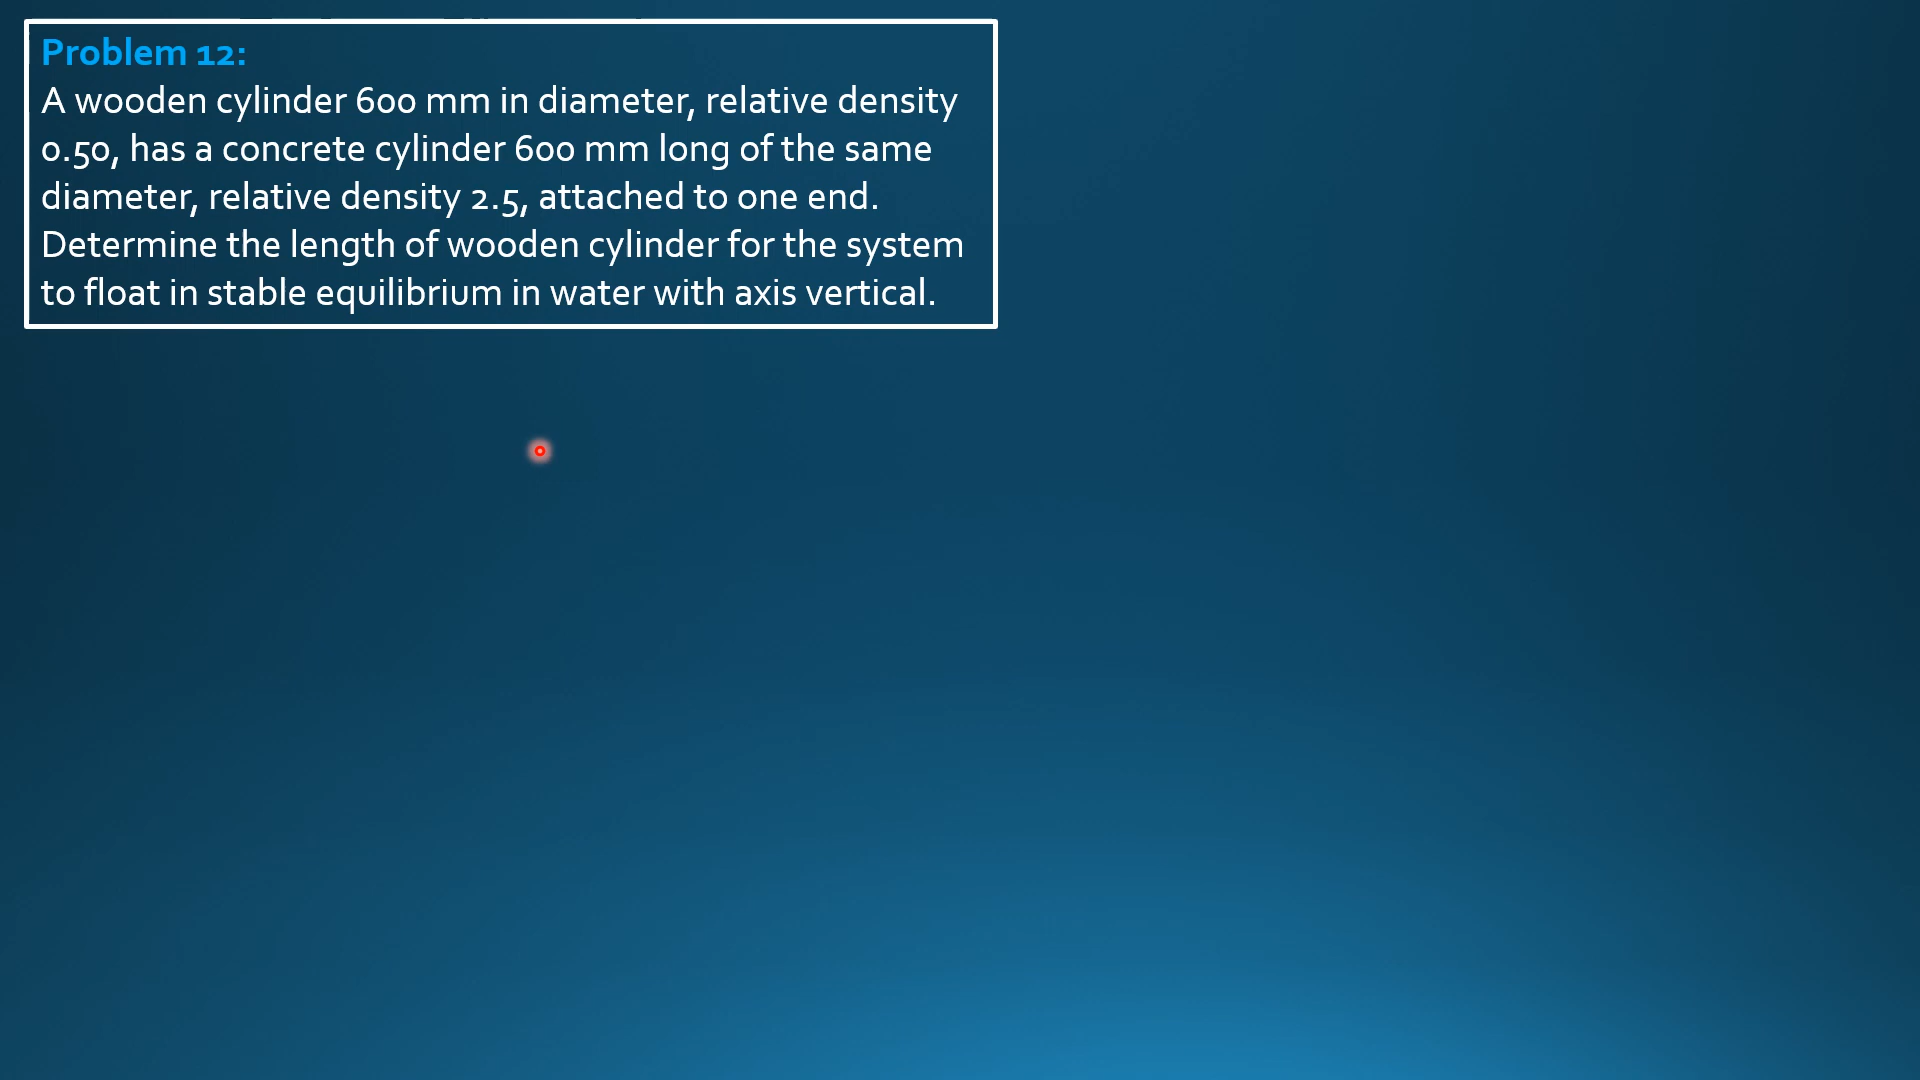 Problem 12:
A wooden cylinder 600 mm in diameter, relative density
0.50, has a concrete cylinder 600 mm long of the same
diameter, relative density 2.5, attached to one end.
Determine the length of wooden cylinder for the system
to float in stable equilibrium in water with axis vertical.